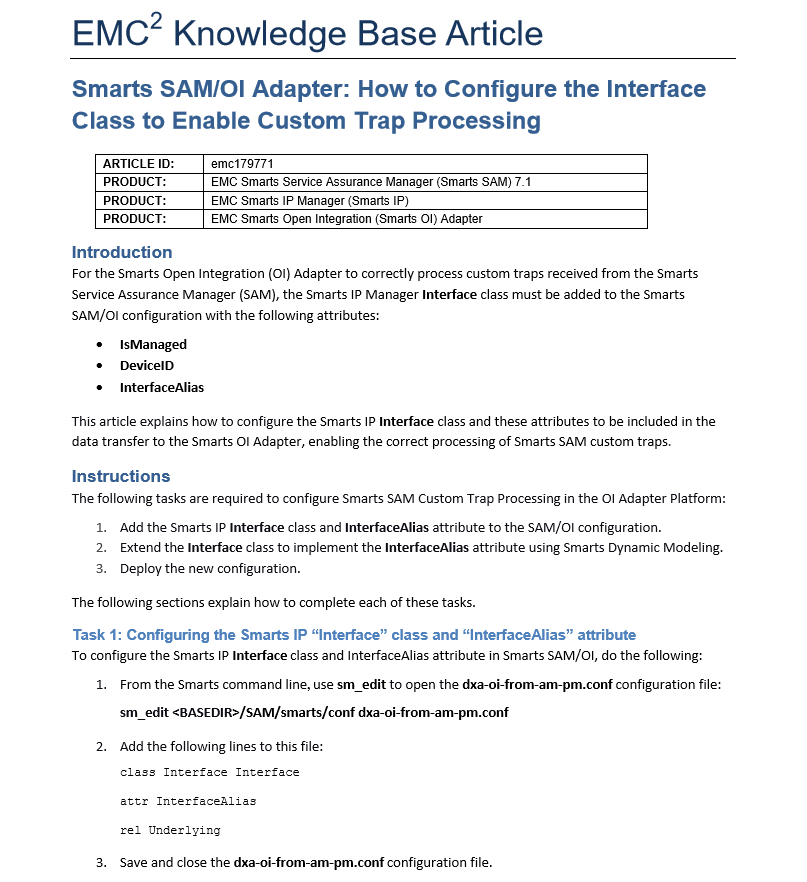 EMC² Knowledge Base Article
Smarts SAM/OI Adapter: How to Configure the Interface
Class to Enable Custom Trap Processing
ARTICLE ID: emc179771
PRODUCT: EMC Smarts Service Assurance Manager (Smarts SAM) 7.1
PRODUCT: EMC Smarts IP Manager (Smarts IP)
PRODUCT: EMC Smarts Open Integration (Smarts OI) Adapter
Introduction
For the Smarts Open Integration (OI) Adapter to correctly process custom traps received from the Smarts
Service Assurance Manager (SAM), the Smarts IP Manager Interface class must be added to the Smarts
SAM/OI configuration with the following attributes:
• IsManaged
• DeviceID
• InterfaceAlias
This article explains how to configure the Smarts IP Interface class and these attributes to be included in the
data transfer to the Smarts OI Adapter, enabling the correct processing of Smarts SAM custom traps.
Instructions
The following tasks are required to configure Smarts SAM Custom Trap Processing in the OI Adapter Platform:
1. Add the Smarts IP Interface class and InterfaceAlias attribute to the SAM/OI configuration.
2. Extend the Interface class to implement the InterfaceAlias attribute using Smarts Dynamic Modeling.
3. Deploy the new configuration.
The following sections explain how to complete each of these tasks.
Task 1: Configuring the Smarts IP “Interface” class and “InterfaceAlias” attribute
To configure the Smarts IP Interface class and InterfaceAlias attribute in Smarts SAM/OI, do the following:
1. From the Smarts command line, use sm_edit to open the dxa-oi-from-am-pm.conf configuration file:
sm_edit <BASEDIR>/SAM/smarts/conf dxa-oi-from-am-pm.conf
2. Add the following lines to this file:
class Interface Interface
attr InterfaceAlias
rel Underlying
3. Save and close the dxa-oi-from-am-pm.conf configuration file.